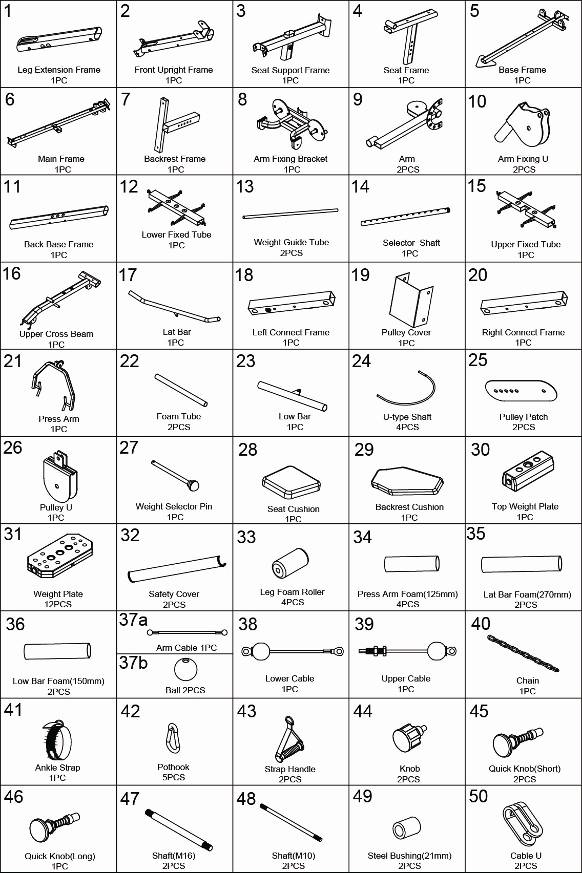 1
Leg Extension Frame
1PC
2
Front Upright Frame
1PC
3
Seat Support Frame
1PC
4
Seat Frame
1PC
5
Base Frame
1PC
6
Main Frame
1PC
7
Backrest Frame
1PC
8
Arm Fixing Bracket
1PC
9
Arm
2PCS
10
Arm Fixing U
2PCS
11
Back Base Frame
1PC
12
Lower Fixed Tube
1PC
13
Weight Guide Tube
2PCS
14
Selector Shaft
1PC
15
Upper Fixed Tube
1PC
16
Upper Cross Beam
1PC
17
Lat Bar
1PC
18
Left Connect Frame
1PC
19
Pulley Cover
1PC
20
Right Connect Frame
1PC
21
Press Arm
1PC
22
Foam Tube
2PCS
23
Low Bar
1PC
24
U-type Shaft
4PCS
25
Pulley Patch
2PCS
26
Pulley U
1PC
27
Weight Selector Pin
1PC
28
Seat Cushion
1PC
29
Backrest Cushion
1PC
30
Top Weight Plate
1PC
31
Weight Plate
12PCS
32
Safety Cover
2PCS
33
Leg Foam Roller
4PCS
34
Press Arm Foam(125mm)
4PCS
35
Lat Bar Foam(270mm)
2PCS
36
Low Bar Foam(150mm)
2PCS
37a
Arm Cable 1PC
37b
Ball 2PCS
38
Lower Cable
1PC
39
Upper Cable
1PC
40
Chain
1PC
41
Ankle Strap
1PC
42
Pothook
5PCS
43
Strap Handle
2PCS
44
Knob
2PCS
45
Quick Knob(Short)
2PCS
46
Quick Knob(Long)
1PC
47
Shaft(M16)
2PCS
48
Shaft(M10)
2PCS
49
Steel Bushing(21mm)
2PCS
50
Cable U
2PCS